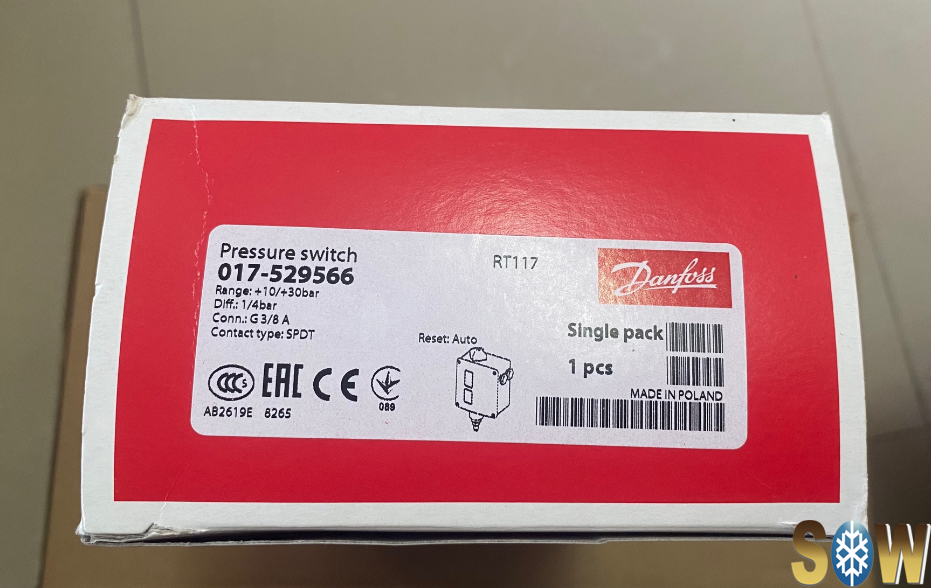 Pressure switch
017-529566
Range: +10/+30bar
Diff.: 1/4bar
Conn.: G 3/8 A
Contact type: SPDT
RT117
Danfoss
Reset: Auto
Single pack
1 pcs
MADE IN POLAND
CCC S
EAC
CE
089
AB2619E 8265
SOW